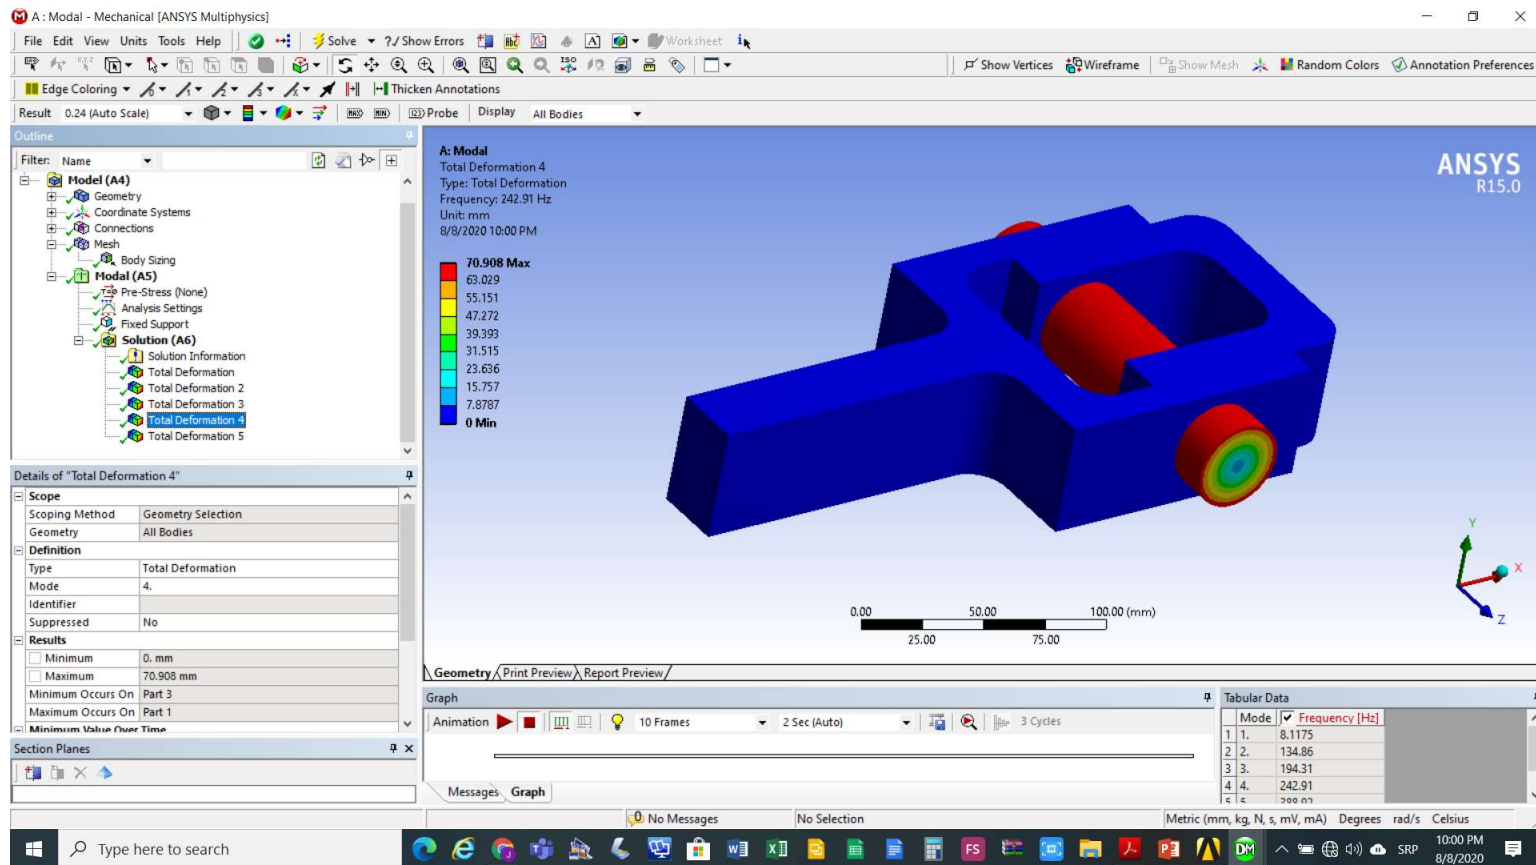 A : Modal - Mechanical [ANSYS Multiphysics]
File Edit View Units Tools Help Solve ?/ Show Errors Worksheet
Show Vertices Wireframe Show Mesh Random Colors Annotation Preferences
Edge Coloring Thicken Annotations
Result 0.24 (Auto Scale) MAX MIN Probe Display All Bodies
Outline
Filter: Name
Model (A4)
Geometry
Coordinate Systems
Connections
Mesh
Body Sizing
Modal (A5)
Pre-Stress (None)
Analysis Settings
Fixed Support
Solution (A6)
Solution Information
Total Deformation
Total Deformation 2
Total Deformation 3
Total Deformation 4
Total Deformation 5
Details of "Total Deformation 4"
Scope
Scoping Method Geometry Selection
Geometry All Bodies
Definition
Type Total Deformation
Mode 4.
Identifier
Suppressed No
Results
Minimum 0. mm
Maximum 70.908 mm
Minimum Occurs On Part 3
Maximum Occurs On Part 1
Minimum Value Over Time
Section Planes
A: Modal
Total Deformation 4
Type: Total Deformation
Frequency: 242.91 Hz
Unit: mm
8/8/2020 10:00 PM
70.908 Max
63.029
55.151
47.272
39.393
31.515
23.636
15.757
7.8787
0 Min
ANSYS
R15.0
Y
X
Z
0.00 50.00 100.00 (mm)
25.00 75.00
Geometry Print Preview Report Preview
Graph
Animation 10 Frames 2 Sec (Auto) 3 Cycles
Messages Graph
Tabular Data
Mode Frequency [Hz]
1 1. 8.1175
2 2. 134.86
3 3. 194.31
4 4. 242.91
5 5.
0 No Messages No Selection Metric (mm, kg, N, s, mV, mA) Degrees rad/s Celsius
Type here to search
FS
DM
SRP
10:00 PM
8/8/2020